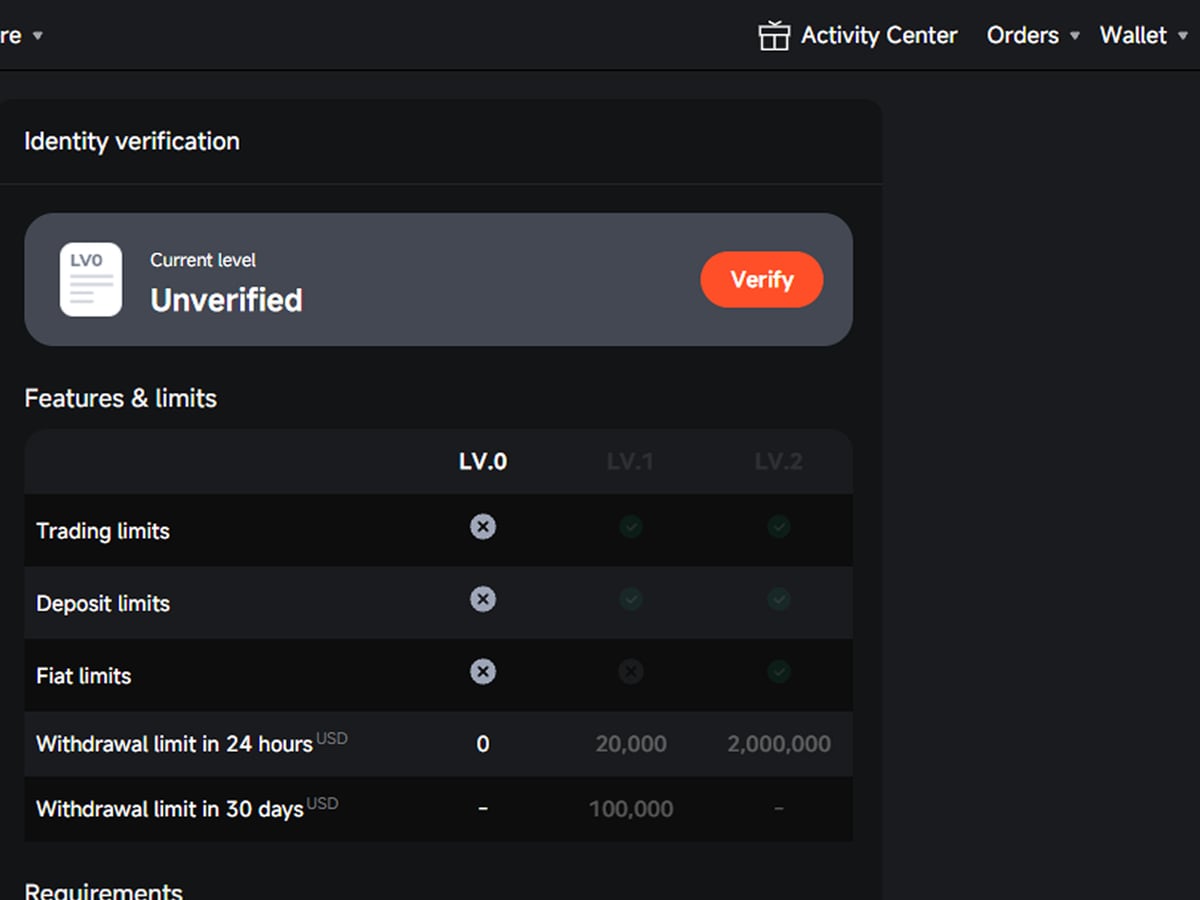 re
Activity Center Orders Wallet
Identity verification
LV0
Current level
Unverified
Verify
Features & limits
LV.0 LV.1 LV.2
Trading limits
Deposit limits
Fiat limits
Withdrawal limit in 24 hours USD 0 20,000 2,000,000
Withdrawal limit in 30 days USD - 100,000 -
Requirements